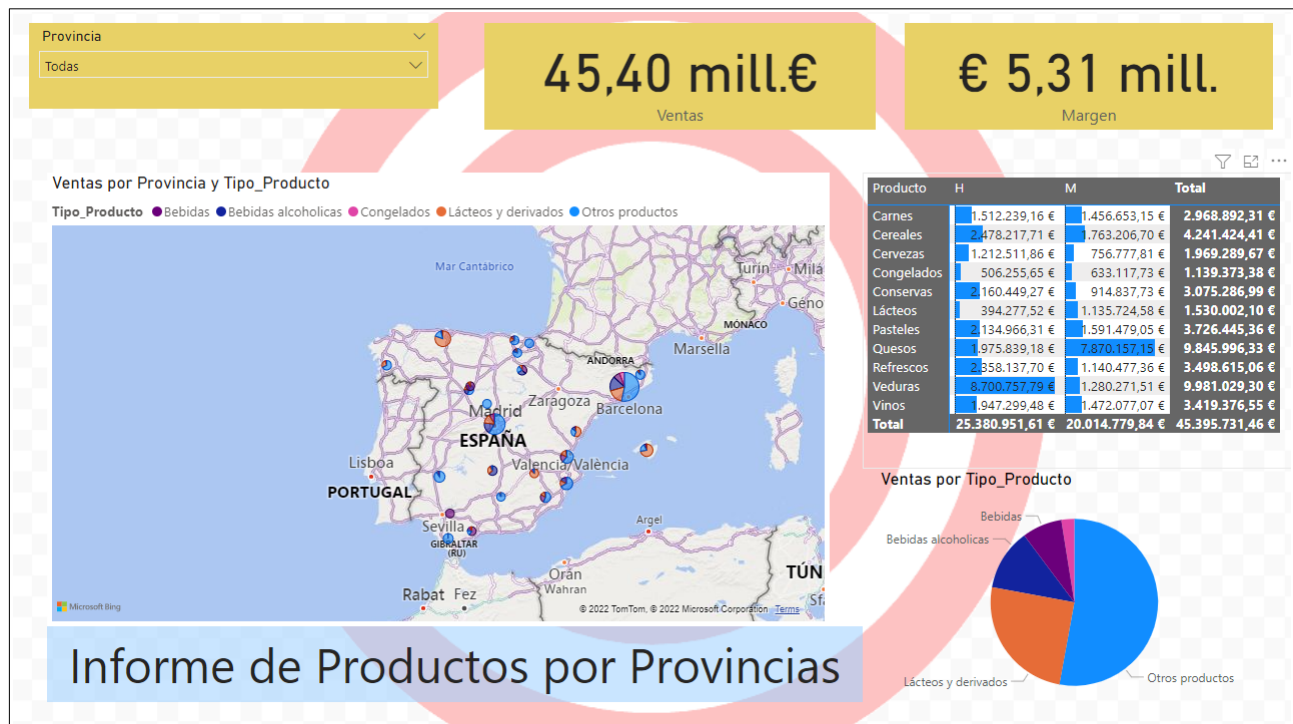 Provincia
Todas
45,40 mill.€
Ventas
€ 5,31 mill.
Margen
Ventas por Provincia y Tipo_Producto
Tipo_Producto Bebidas Bebidas alcoholicas Congelados Lácteos y derivados Otros productos
Mar Cantábrico
Turín
Milá
Géno
MÓNACO
Marsella
ANDORRA
Zaragoza
Barcelona
Madrid
ESPAÑA
Valencia/València
Lisboa
PORTUGAL
Sevilla
GIBRALTAR
(RU)
Argel
Orán
Wahran
TÚN
Sfa
Rabat
Fez
Microsoft Bing
© 2022 TomTom, © 2022 Microsoft Corporation Terms
Producto H M Total
Carnes 1.512.239,16 € 1.456.653,15 € 2.968.892,31 €
Cereales 2.478.217,71 € 1.763.206,70 € 4.241.424,41 €
Cervezas 1.212.511,86 € 756.777,81 € 1.969.289,67 €
Congelados 506.255,65 € 633.117,73 € 1.139.373,38 €
Conservas 2.160.449,27 € 914.837,73 € 3.075.286,99 €
Lácteos 394.277,52 € 1.135.724,58 € 1.530.002,10 €
Pasteles 2.134.966,31 € 1.591.479,05 € 3.726.445,36 €
Quesos 1.975.839,18 € 7.870.157,15 € 9.845.996,33 €
Refrescos 2.358.137,70 € 1.140.477,36 € 3.498.615,06 €
Veduras 8.700.757,79 € 1.280.271,51 € 9.981.029,30 €
Vinos 1.947.299,48 € 1.472.077,07 € 3.419.376,55 €
Total 25.380.951,61 € 20.014.779,84 € 45.395.731,46 €
Ventas por Tipo_Producto
Bebidas
Bebidas alcoholicas
Lácteos y derivados
Otros productos
Informe de Productos por Provincias